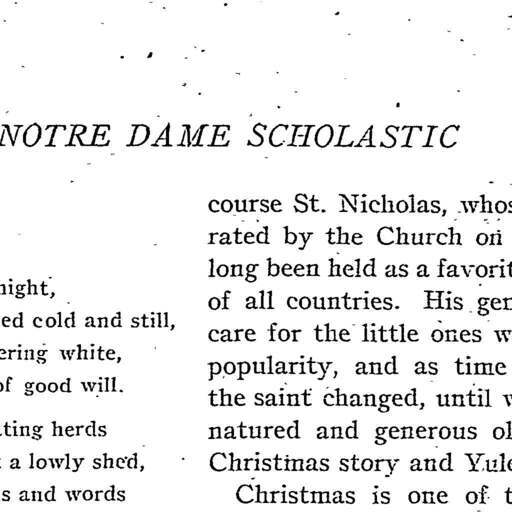 NOTRE DAME SCHOLASTIC
night,
ed cold and still,
ering white,
of good will.
ating herds
a lowly shed,
s and words
course St. Nicholas, whos
rated by the Church on
long been held as a favorit
of all countries. His gen
care for the little ones w
popularity, and as time
the saint changed, until w
natured and generous ol
Christmas story and Yule
Christmas is one of t